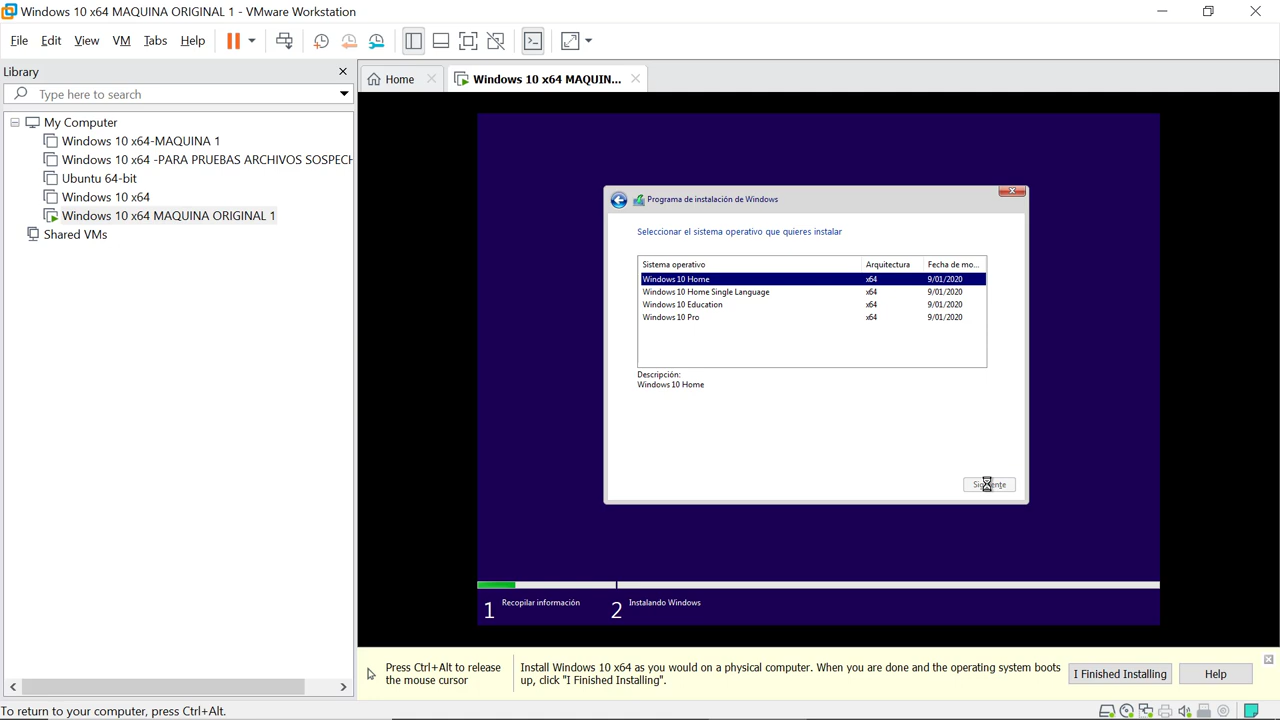 Windows 10 x64 MAQUINA ORIGINAL 1 - VMware Workstation
File Edit View VM Tabs Help
Library
Type here to search
My Computer
Windows 10 x64-MAQUINA 1
Windows 10 x64 -PARA PRUEBAS ARCHIVOS SOSPECH
Ubuntu 64-bit
Windows 10 x64
Windows 10 x64 MAQUINA ORIGINAL 1
Shared VMs
Home
Windows 10 x64 MAQUIN...
Programa de instalación de Windows
Seleccionar el sistema operativo que quieres instalar
Sistema operativo Arquitectura Fecha de mo...
Windows 10 Home x64 9/01/2020
Windows 10 Home Single Language x64 9/01/2020
Windows 10 Education x64 9/01/2020
Windows 10 Pro x64 9/01/2020
Descripción:
Windows 10 Home
Siguiente
1 Recopilar información
2 Instalando Windows
Press Ctrl+Alt to release
the mouse cursor
Install Windows 10 x64 as you would on a physical computer. When you are done and the operating system boots
up, click "I Finished Installing".
I Finished Installing
Help
To return to your computer, press Ctrl+Alt.